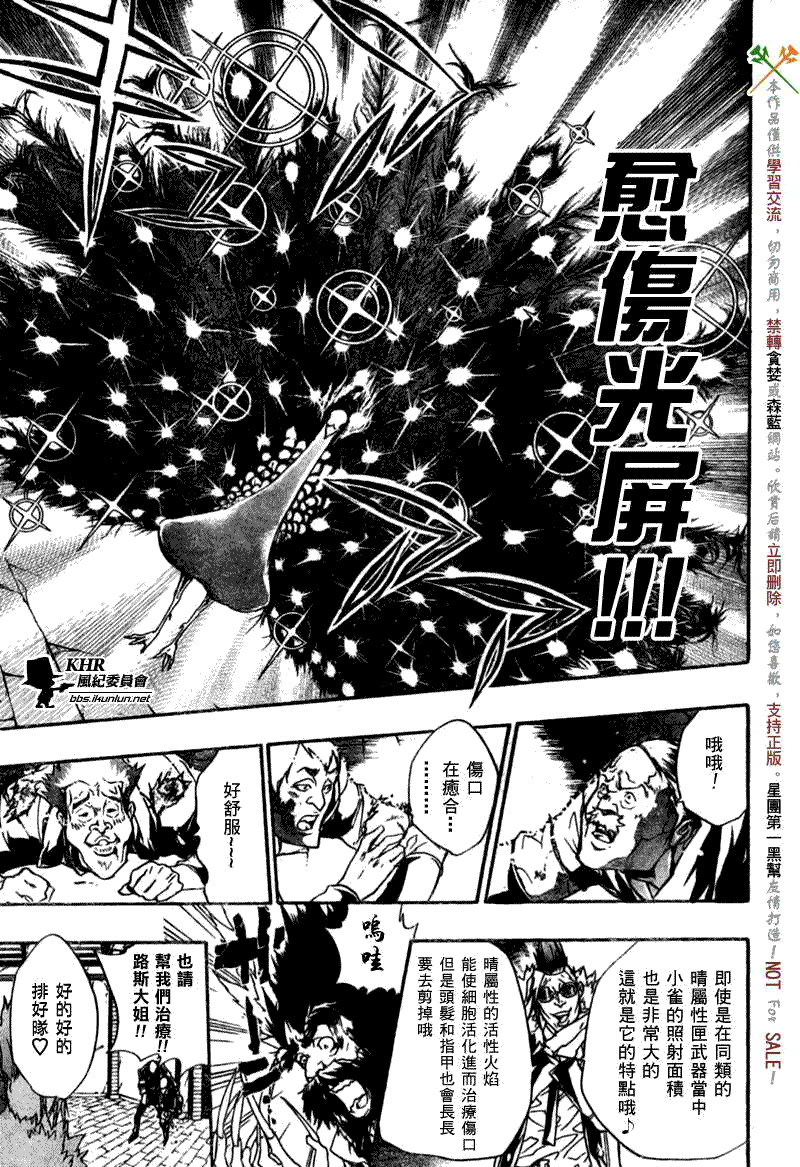 愈傷光屏!!!
KHR
風紀委員會
bbs.ikunlun.net
哦哦!
傷口
在癒合…
………
好舒服~~~
即使是在同類的
晴屬性匣武器當中
小雀的照射面積
也是非常大的
這就是它的特點哦♪
晴屬性的活性火焰
能使細胞活化進而治療傷口
但是頭髮和指甲也會長長
要去剪掉哦
嗚哇
也請
幫我們治療!!
路斯大姐!!
好的好的
排好隊♡
本作品僅供學習交流，切勿商用，禁轉貪婪或森藍網站。欣賞后請立即刪除，如您喜歡，支持正版。星團第一黑幫友情打造—NOT For SALE—